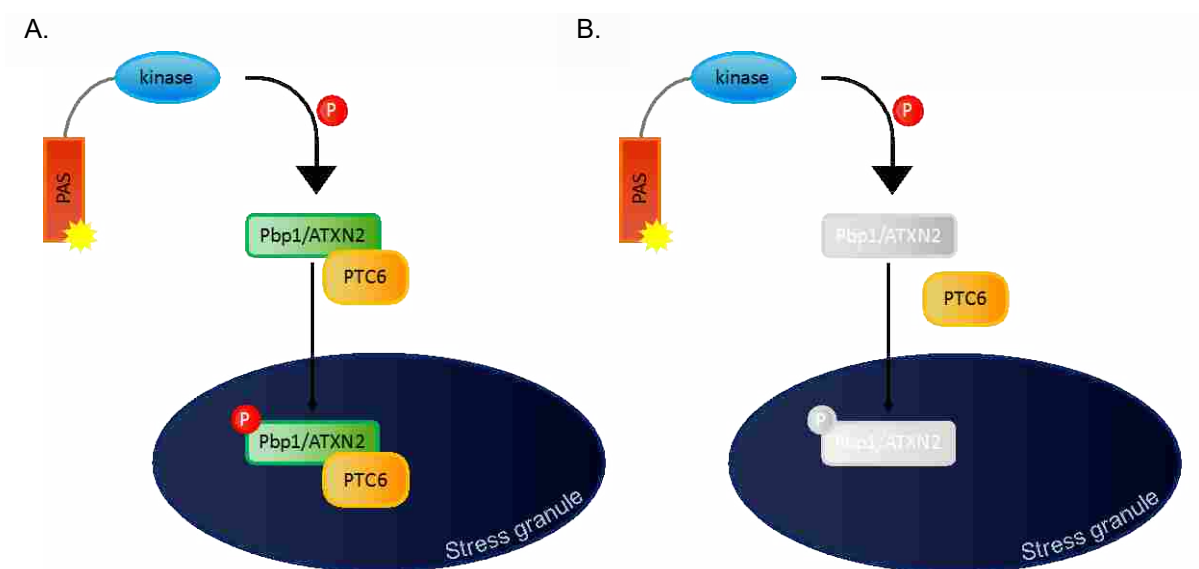 A.
kinase
P
PAS
Pbp1/ATXN2
PTC6
P
Pbp1/ATXN2
PTC6
Stress granule
B.
kinase
P
PAS
Pbp1/ATXN2
PTC6
P
Pbp1/ATXN2
Stress granule